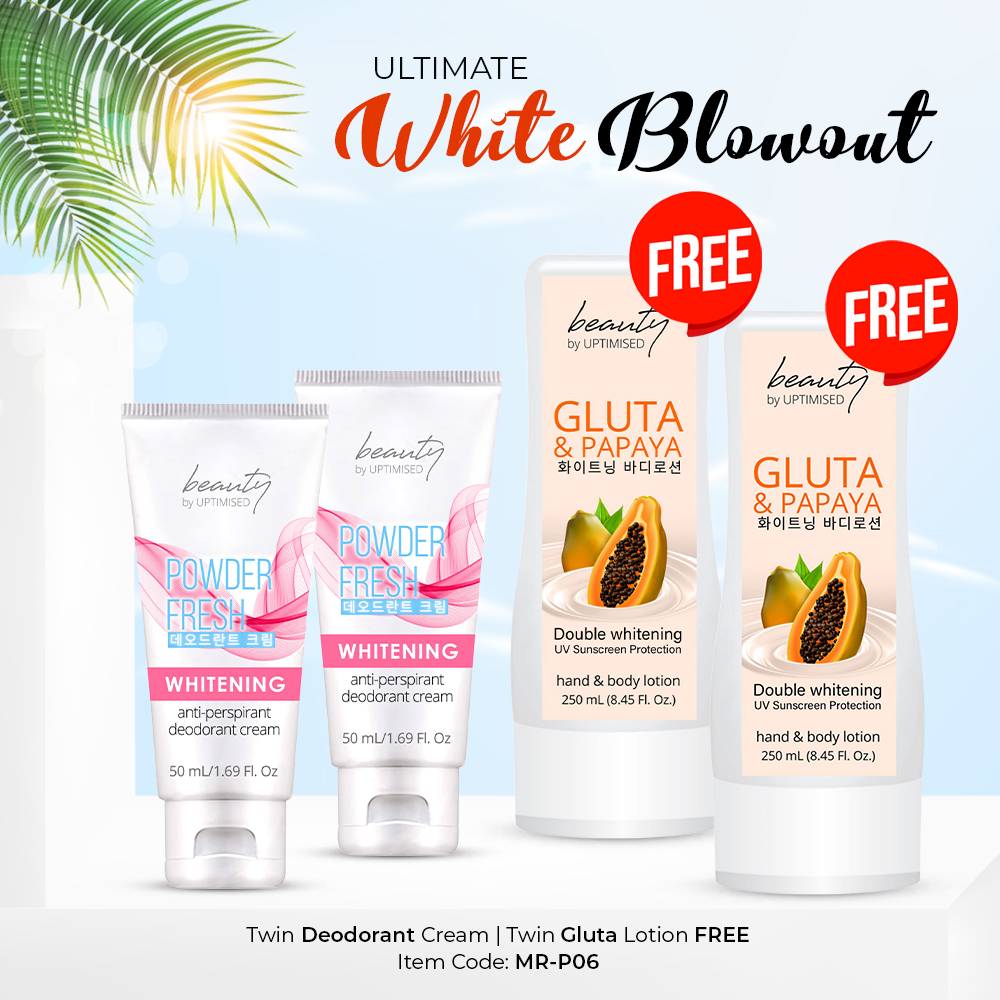 ULTIMATE
White Blowout
FREE
FREE
beauty
by UPTIMISED
GLUTA
& PAPAYA
화이트닝 바디로션
Double whitening
UV Sunscreen Protection
hand & body lotion
250 mL (8.45 Fl. Oz.)
beauty
by UPTIMISED
GLUTA
& PAPAYA
화이트닝 바디로션
Double whitening
UV Sunscreen Protection
hand & body lotion
250 mL (8.45 Fl. Oz.)
beauty
by UPTIMISED
POWDER
FRESH
데오드란트 크림
WHITENING
anti-perspirant
deodorant cream
50 mL/1.69 Fl. Oz
beauty
by UPTIMISED
POWDER
FRESH
데오드란트 크림
WHITENING
anti-perspirant
deodorant cream
50 mL/1.69 Fl. Oz
Twin Deodorant Cream | Twin Gluta Lotion FREE
Item Code: MR-P06